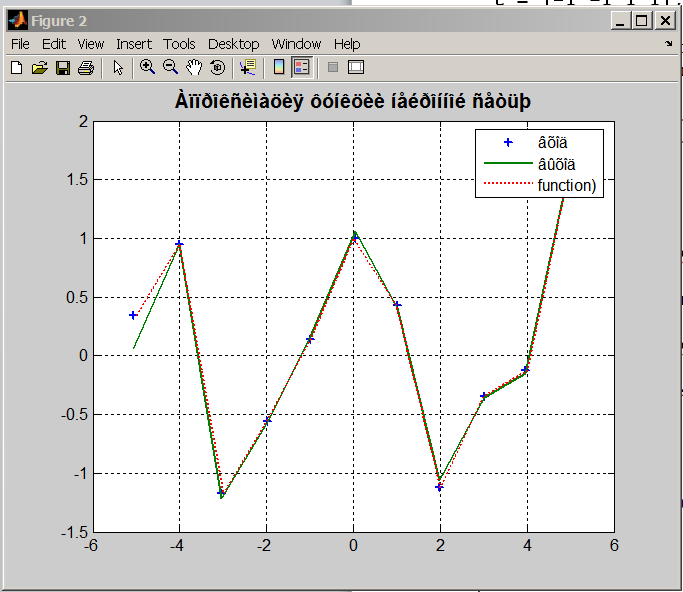 Figure 2
File Edit View Insert Tools Desktop Window Help
Àïïðîêñèìàöèÿ ôóíêöèè íåéðîííîé ñåòüþ
2
1.5
1
0.5
0
-0.5
-1
-1.5
-6 -4 -2 0 2 4 6
âõîä
âûõîä
function)